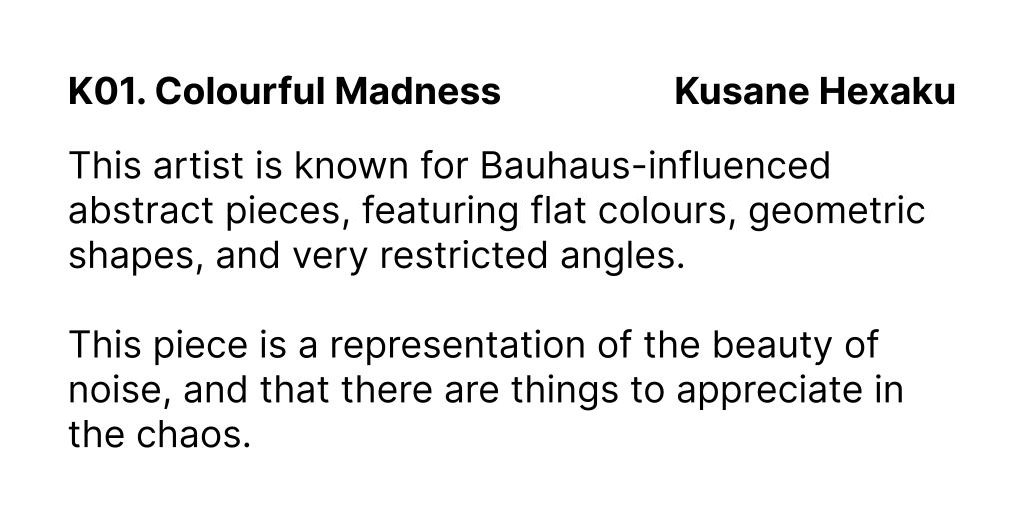 K01. Colourful Madness Kusane Hexaku
This artist is known for Bauhaus-influenced
abstract pieces, featuring flat colours, geometric
shapes, and very restricted angles.
This piece is a representation of the beauty of
noise, and that there are things to appreciate in
the chaos.